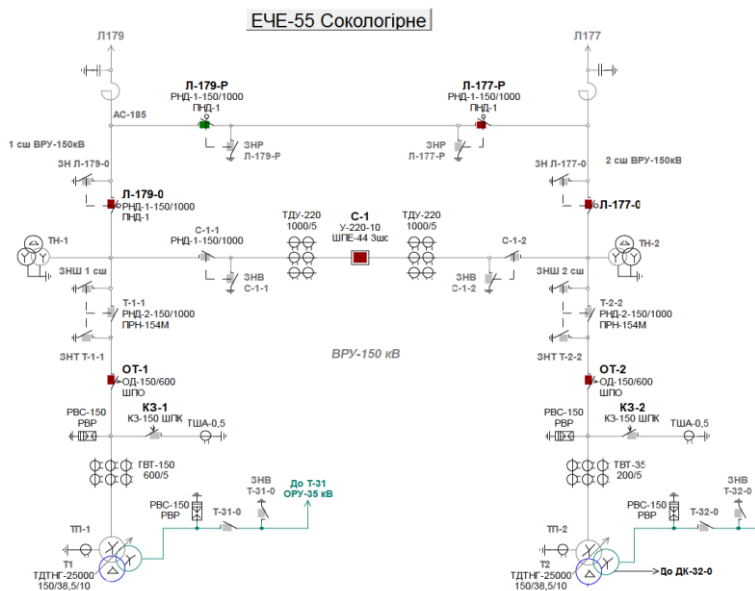 ЕЧЕ-55 Сокологірне
Л179
Л177
Л-179-Р
РНД-1-150/1000
ПНД-1
Л-177-Р
РНД-1-150/1000
ПНД-1
АС-185
1 сш ВРУ-150кВ
ЗНР
Л-179-Р
ЗНР
Л-177-Р
2 сш ВРУ-150кВ
ЗН Л-179-0
ЗН Л-177-0
Л-179-0
РНД-1-150/1000
ПНД-1
Л-177-0
С-1-1
РНД-1-150/1000
ТДУ-220
1000/5
С-1
У-220-10
ШПЕ-44 3шс
ТДУ-220
1000/5
С-1-2
ТН-1
ТН-2
ЗНШ 1 сш
ЗНВ
С-1-1
ЗНВ
С-1-2
ЗНШ 2 сш
Т-1-1
РНД-2-150/1000
ПРН-154М
Т-2-2
РНД-2-150/1000
ПРН-154М
ЗНТ Т-1-1
ВРУ-150 кВ
ЗНТ Т-2-2
ОТ-1
ОД-150/600
ШПО
ОТ-2
ОД-150/600
ШПО
РВС-150
РВР
КЗ-1
КЗ-150 ШПК
ТША-0,5
РВС-150
РВР
КЗ-2
КЗ-150 ШПК
ТША-0,5
ТВТ-150
600/5
ТВТ-35
200/5
РВС-150
РВР
ЗНВ
Т-31-0
До Т-31
ОРУ-35 кВ
Т-31-0
РВС-150
РВР
ЗНВ
Т-32-0
Т-32-0
ТП-1
Т1
ТДТНГ-25000
150/38,5/10
ТП-2
Т2
ТДТНГ-25000
150/38,5/10
До ДК-32-0